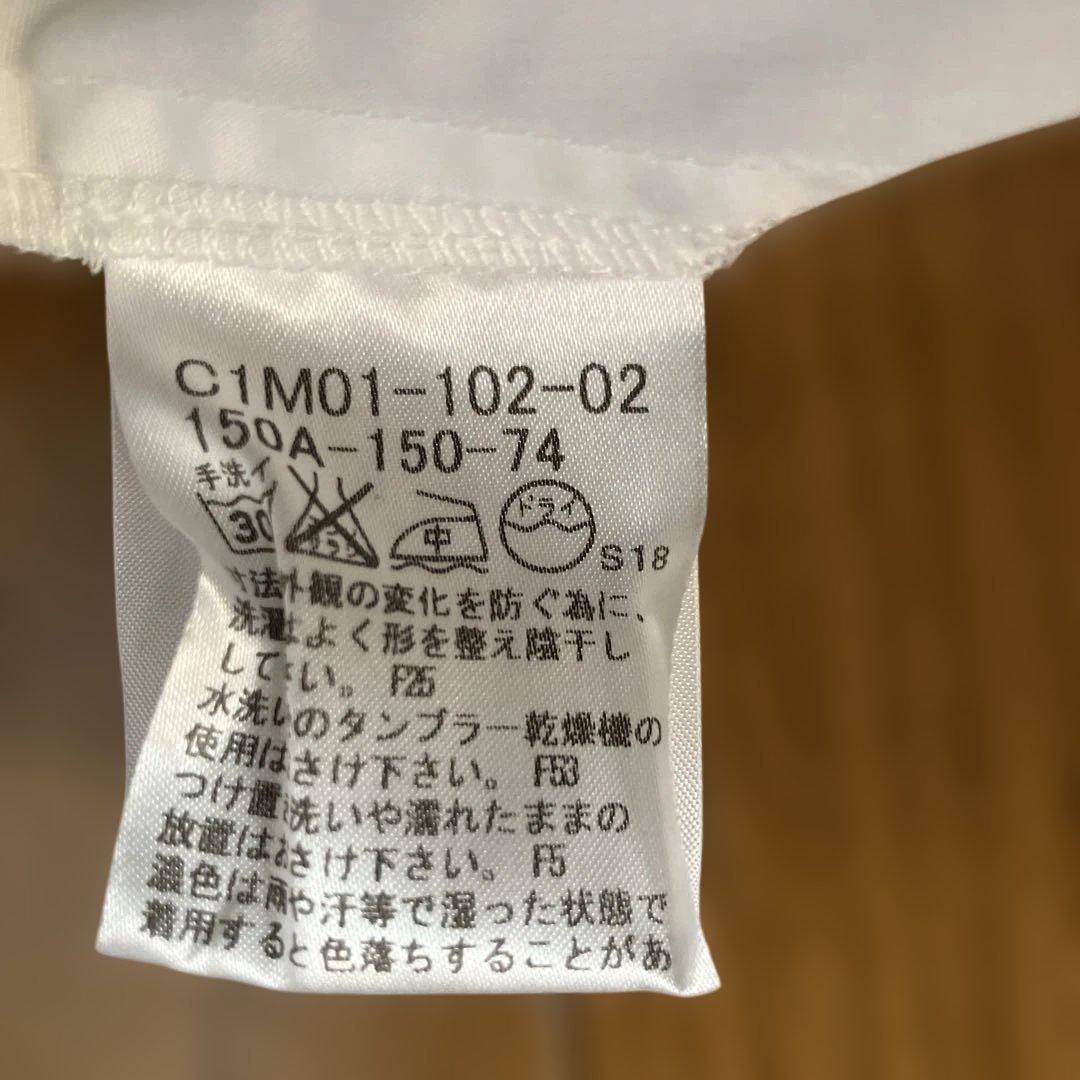 C1M01-102-02
150A-150-74
手洗イ
30
中
ドライ
S18
寸法外観の変化を防ぐ為に、
洗濯はよく形を整え陰干し
して さい。 F25
水洗いのタンブラー乾燥機の
使用はおさけ下さい。 F53
つけ置き洗いや濡れたままの
放置はおさけ下さい。 F5
濃色は雨や汗等で湿った状態で
着用すると色落ちすることがあ